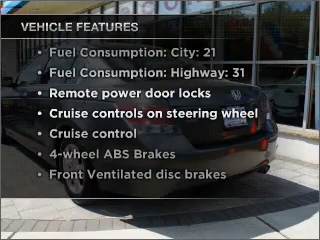 VEHICLE FEATURES
• Fuel Consumption: City: 21
• Fuel Consumption: Highway: 31
• Remote power door locks
• Cruise controls on steering wheel
• Cruise control
• 4-wheel ABS Brakes
• Front Ventilated disc brakes